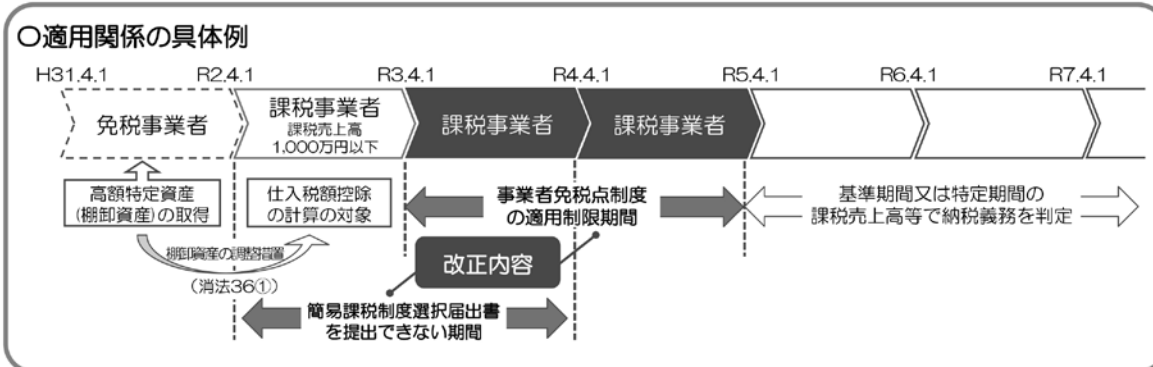 〇適用関係の具体例
H31.4.1 R2.4.1 R3.4.1 R4.4.1 R5.4.1 R6.4.1 R7.4.1
免税事業者
課税事業者
課税売上高
1,000万円以下
課税事業者
課税事業者
高額特定資産
(棚卸資産)の取得
仕入税額控除
の計算の対象
事業者免税点制度
の適用制限期間
基準期間又は特定期間の
課税売上高等で納税義務を判定
棚卸資産の調整措置
(消法36①)
改正内容
簡易課税制度選択届出書
を提出できない期間